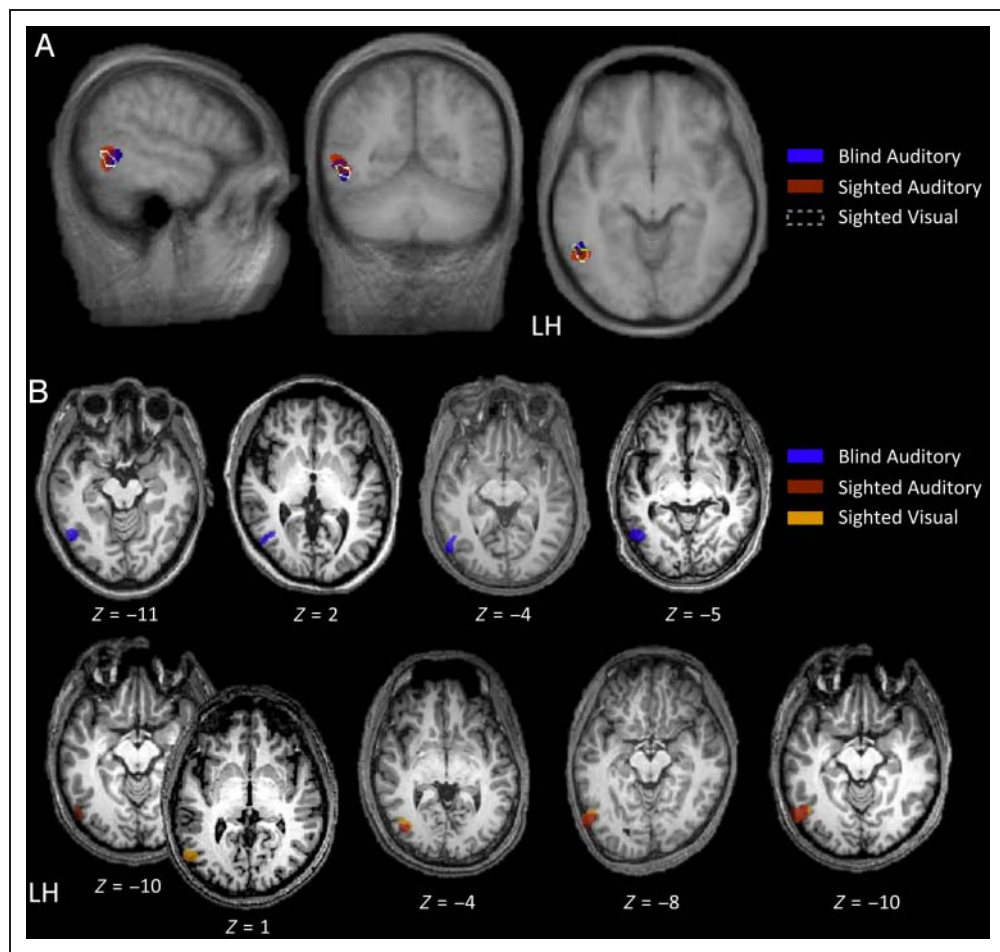 A
Blind Auditory
Sighted Auditory
Sighted Visual
LH
B
Blind Auditory
Sighted Auditory
Sighted Visual
Z = –11
Z = 2
Z = –4
Z = –5
Z = –10
Z = 1
Z = –4
Z = –8
Z = –10
LH